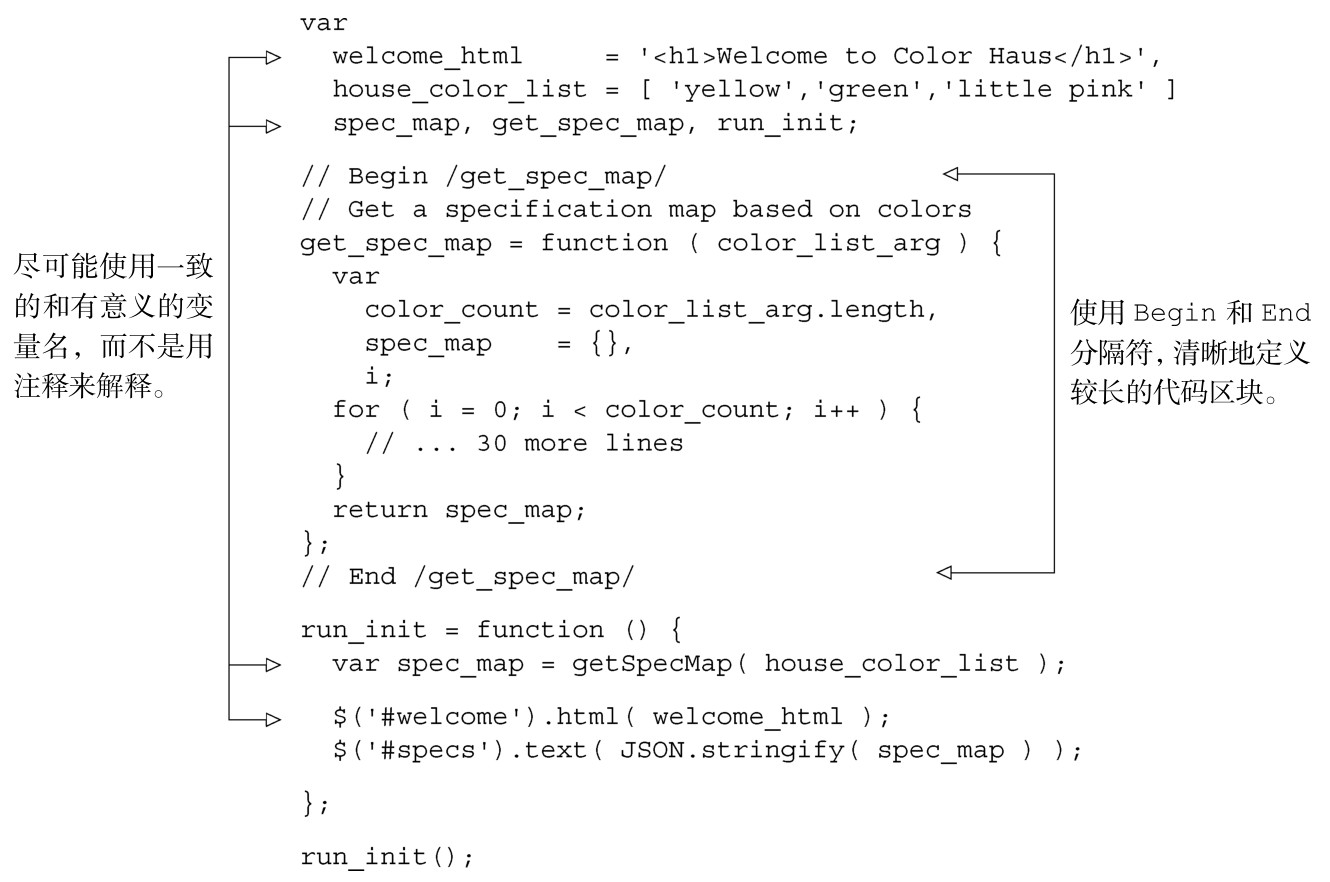 var
  welcome_html     = '<h1>Welcome to Color Haus</h1>',
  house_color_list = [ 'yellow','green','little pink' ]
  spec_map, get_spec_map, run_init;
// Begin /get_spec_map/
// Get a specification map based on colors
get_spec_map = function ( color_list_arg ) {
  var
    color_count = color_list_arg.length,
    spec_map    = {},
    i;
  for ( i = 0; i < color_count; i++ ) {
    // ... 30 more lines
  }
  return spec_map;
};
// End /get_spec_map/
run_init = function () {
  var spec_map = getSpecMap( house_color_list );
  $('#welcome').html( welcome_html );
  $('#specs').text( JSON.stringify( spec_map ) );
};
run_init();
尽可能使用一致
的和有意义的变
量名，而不是用
注释来解释。
使用 Begin 和 End
分隔符，清晰地定义
较长的代码区块。